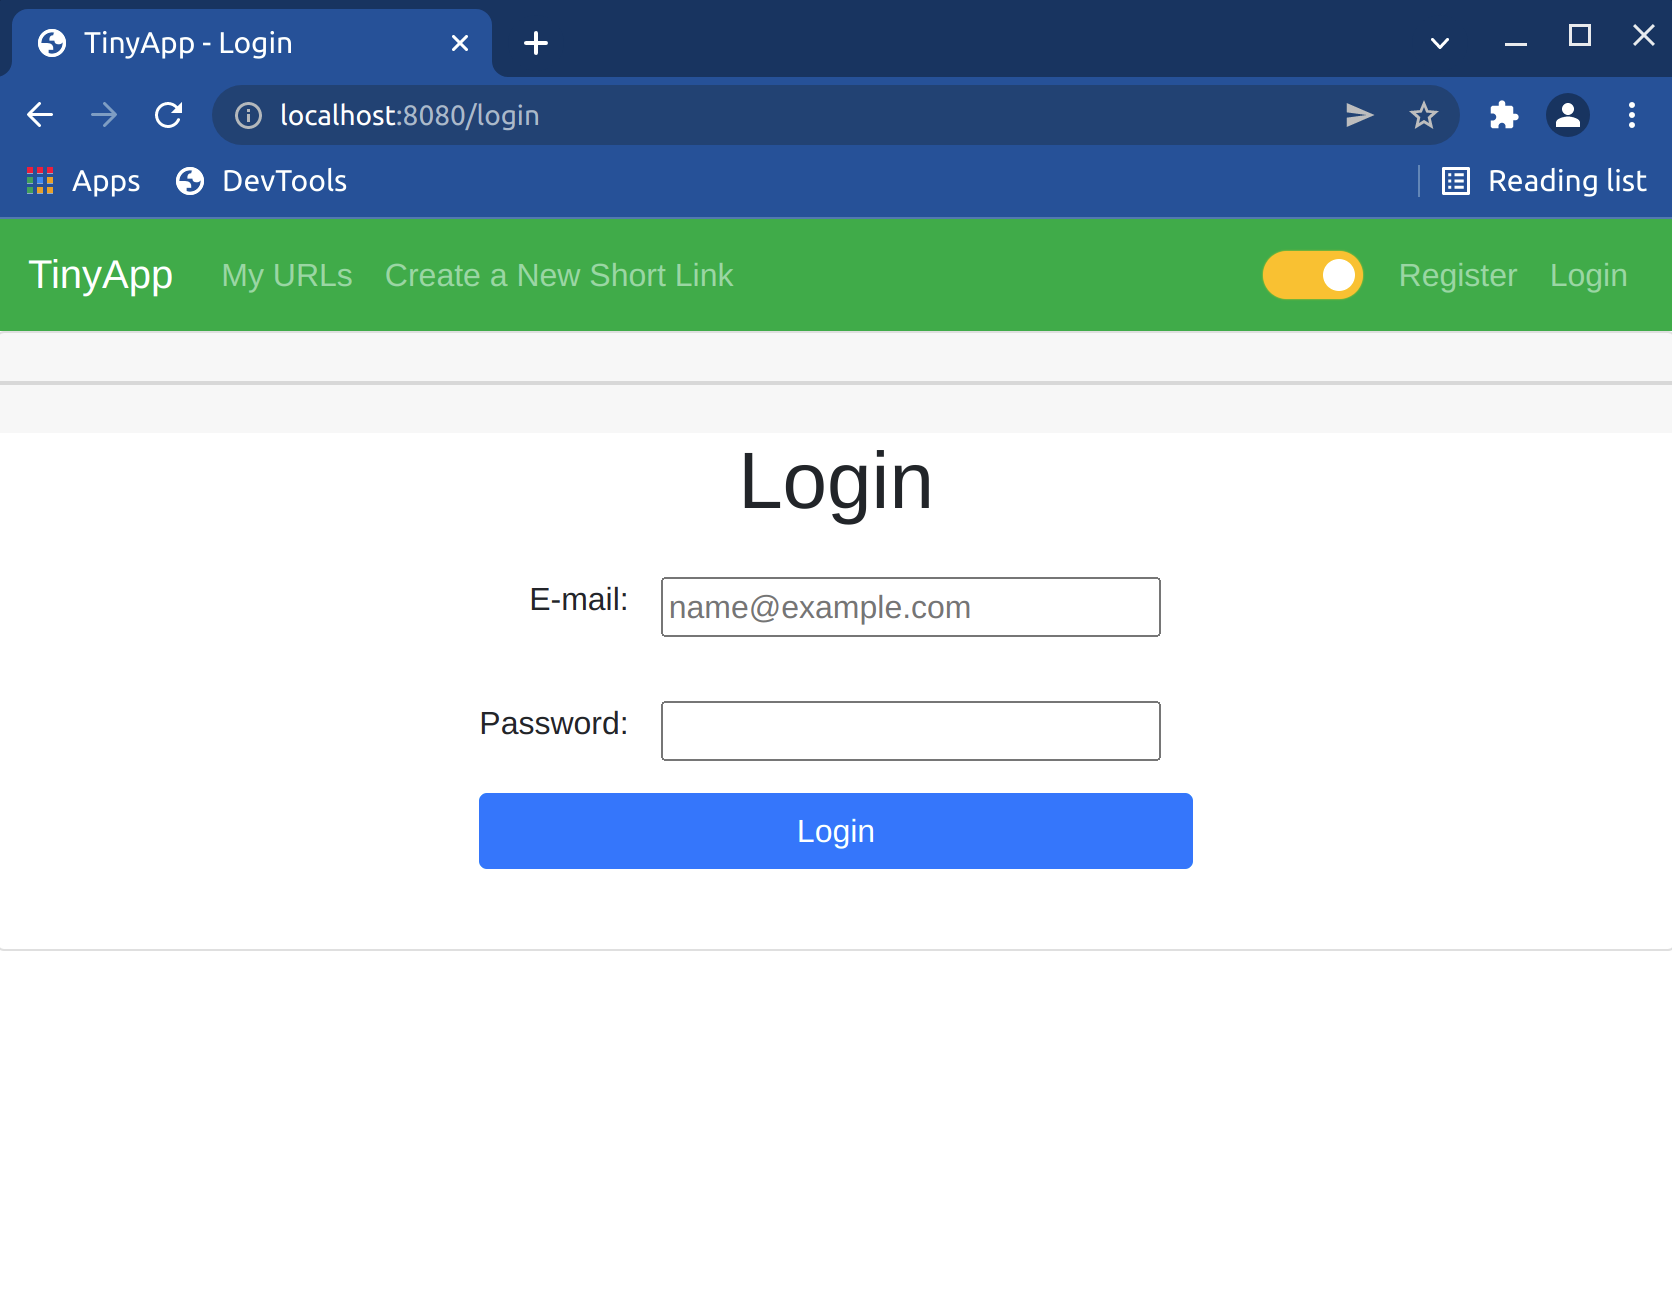 TinyApp - Login
localhost:8080/login
Apps DevTools Reading list
TinyApp My URLs Create a New Short Link Register Login
Login
E-mail: name@example.com
Password:
Login